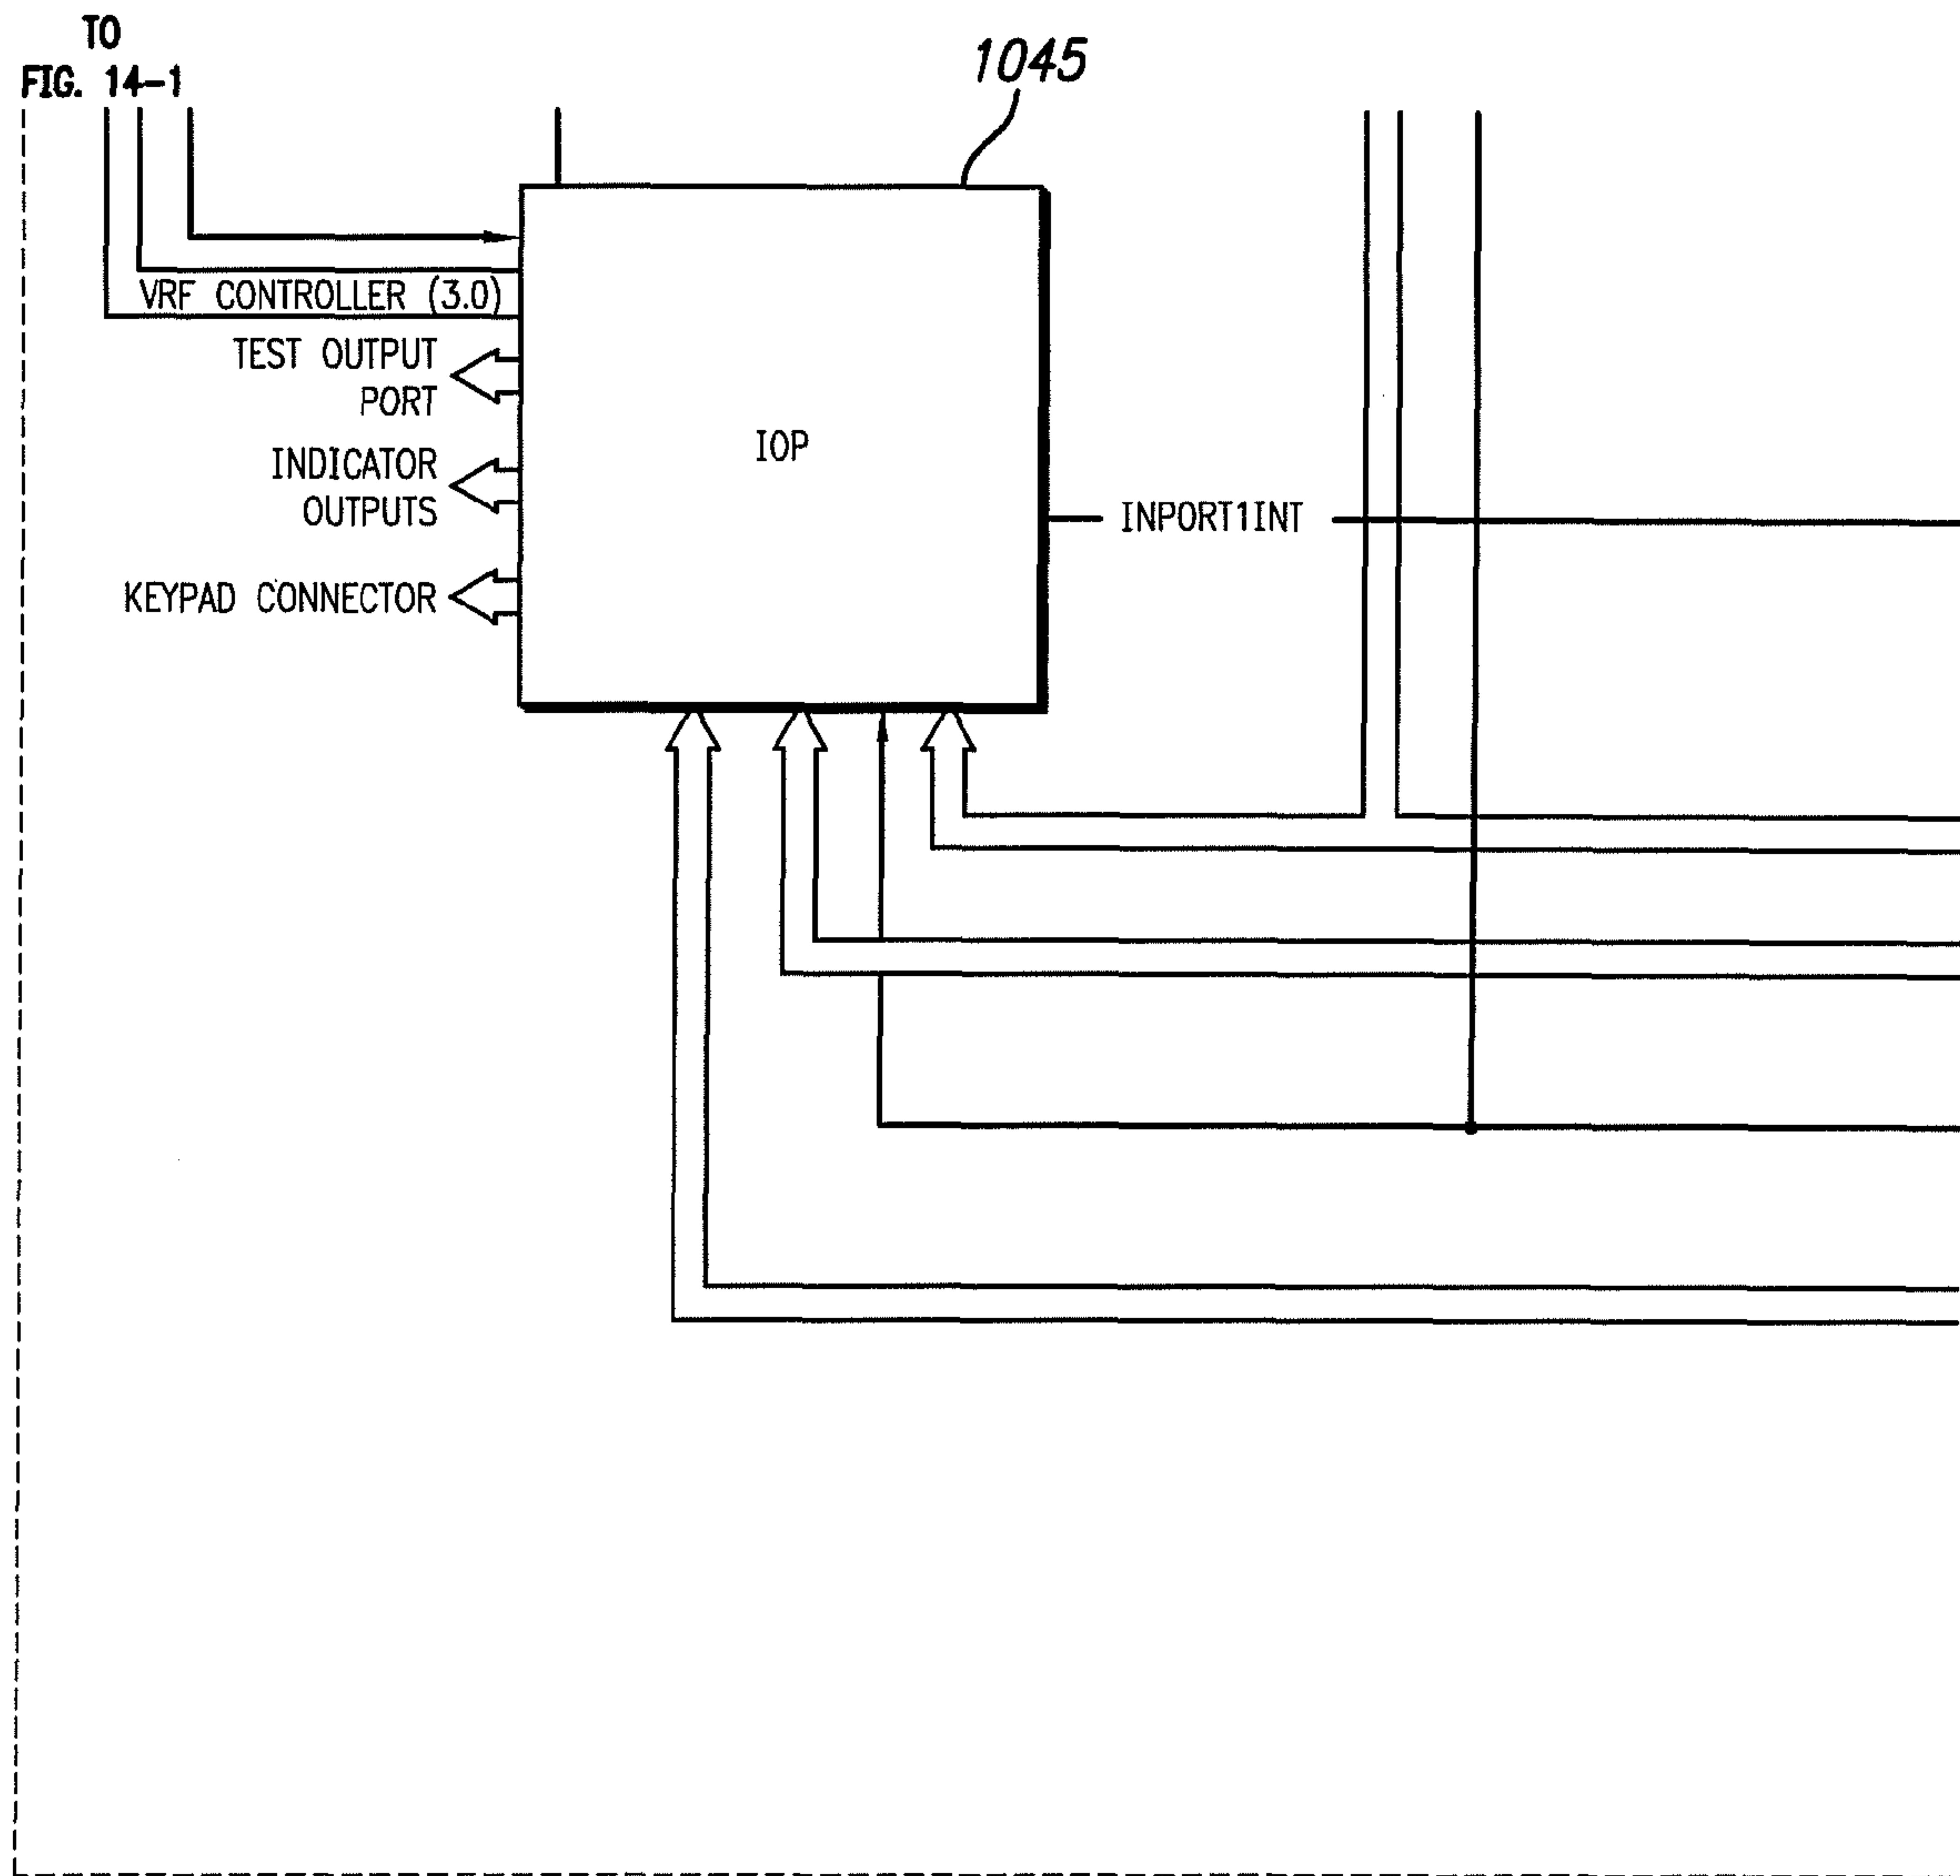 TO
FIG. 14-1
1045
VRF CONTROLLER (3.0)
TEST OUTPUT
PORT
IOP
INDICATOR
OUTPUTS
INPORT1INT
KEYPAD CONNECTOR